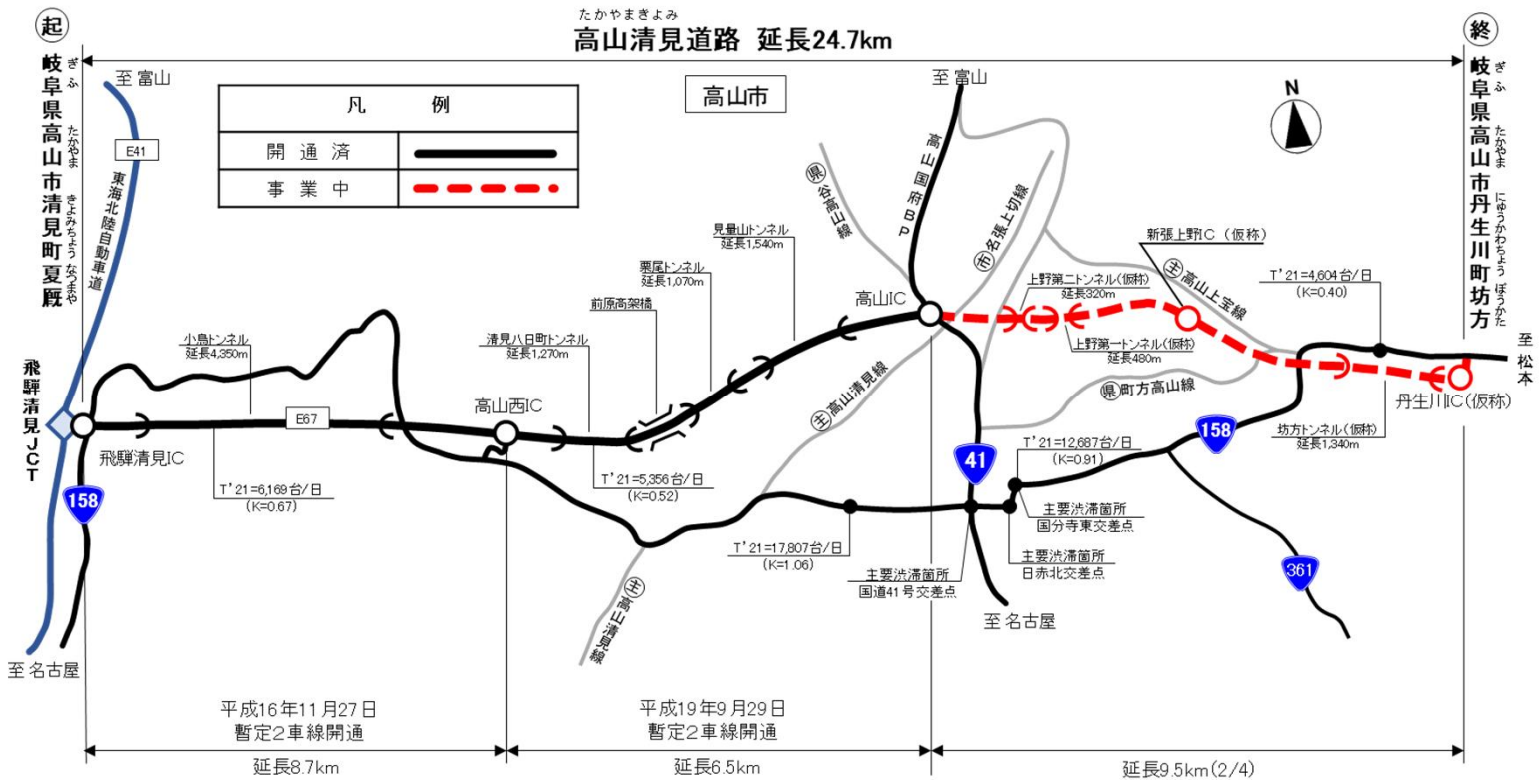 たかやまきよみ
高山清見道路 延長24.7km
起
岐阜県高山市清見町夏厩
ぎふ
たかやま
きよみちょう なつまや
終
岐阜県高山市丹生川町坊方
ぎふ
たかやま
にゅうかわちょう ぼうかた
至 富山
E41
東海北陸自動車道
凡 例
開 通 済
事 業 中
高山市
至 富山
N
高山国府BP
県谷高山線
市名張上切線
見量山トンネル
延長1,540m
栗尾トンネル
延長1,070m
前原高架橋
清見八日町トンネル
延長1,270m
小鳥トンネル
延長4,350m
高山IC
上野第二トンネル(仮称)
延長320m
上野第一トンネル(仮称)
延長480m
新張上野IC (仮称)
主高山上宝線
T'21=4,604台/日
(K=0.40)
至松本
丹生川IC(仮称)
坊方トンネル(仮称)
延長1,340m
県町方高山線
主高山清見線
飛騨清見JCT
飛騨清見IC
E67
高山西IC
158
T'21=6,169台/日
(K=0.67)
T'21=5,356台/日
(K=0.52)
41
T'21=12,687台/日
(K=0.91)
158
主要渋滞箇所
国分寺東交差点
主要渋滞箇所
日赤北交差点
T'21=17,807台/日
(K=1.06)
主要渋滞箇所
国道41号交差点
361
主高山清見線
至 名古屋
至 名古屋
平成16年11月27日
暫定2車線開通
平成19年9月29日
暫定2車線開通
延長8.7km
延長6.5km
延長9.5km(2/4)